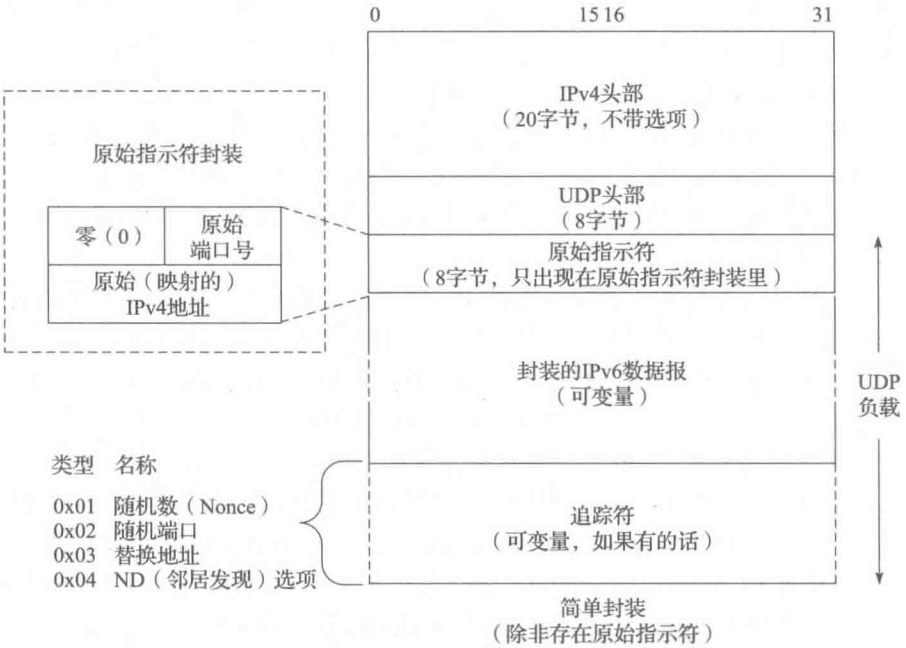 0 15 16 31
IPv4头部
(20字节，不带选项)
原始指示符封装
UDP头部
(8字节)
零(0)
原始
端口号
原始(映射的)
IPv4地址
原始指示符
(8字节，只出现在原始指示符封装里)
封装的IPv6数据报
(可变量)
UDP
负载
类型 名称
0x01 随机数(Nonce)
0x02 随机端口
0x03 替换地址
0x04 ND(邻居发现)选项
追踪符
(可变量，如果有的话)
简单封装
(除非存在原始指示符)